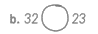 b. 32 ◯ 23